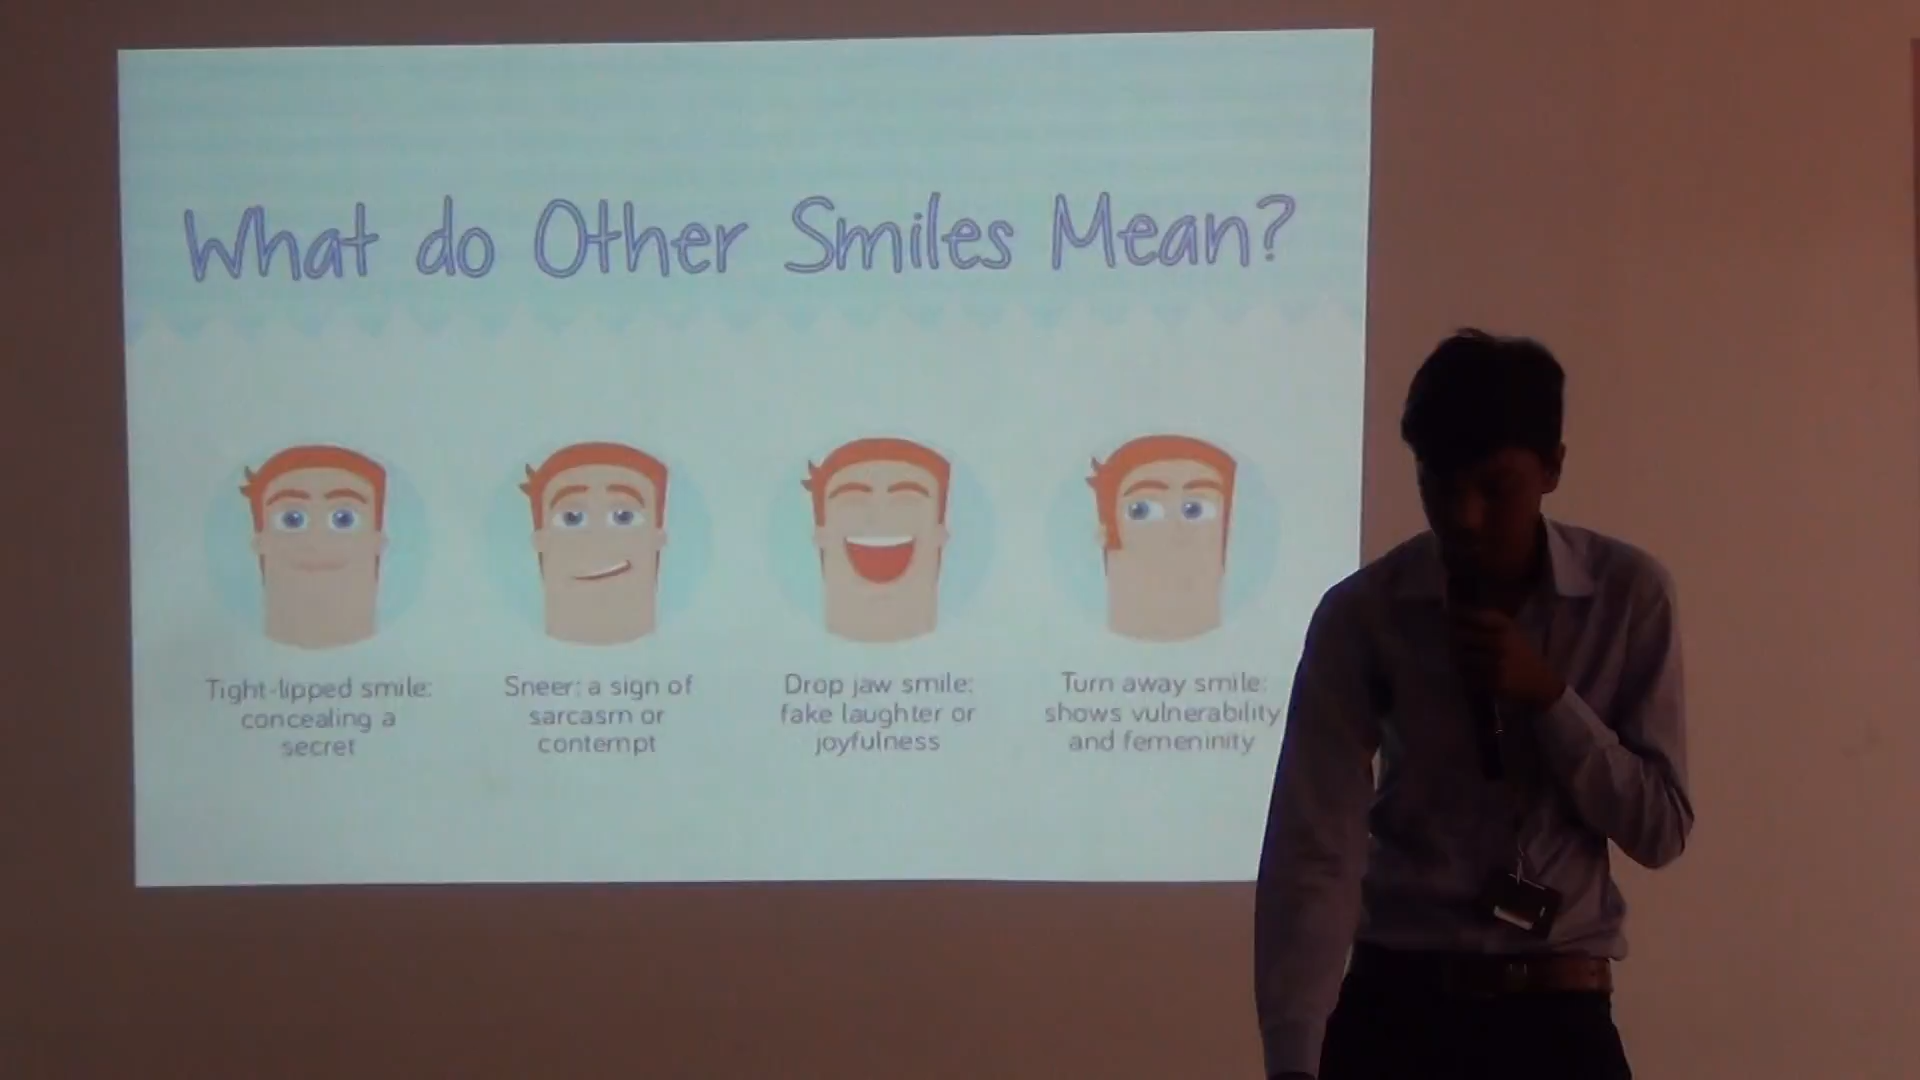 What do Other Smiles Mean?
Tight-lipped smile:
concealing a
secret
Sneer: a sign of
sarcasm or
contempt
Drop jaw smile:
fake laughter or
joyfulness
Turn away smile:
shows vulnerability
and femeninity